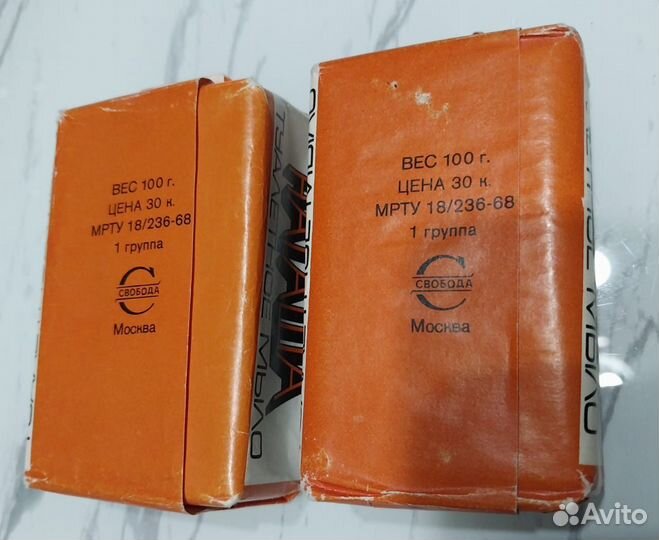 ВЕС 100 г.
ЦЕНА 30 к.
МРТУ 18/236-68
1 группа
СВОБОДА
Москва
ТУАЛЕТНОЕ МЫЛО
ВЕС 100 г.
ЦЕНА 30 к.
МРТУ 18/236-68
1 группа
СВОБОДА
Москва
МЫЛО
Avito